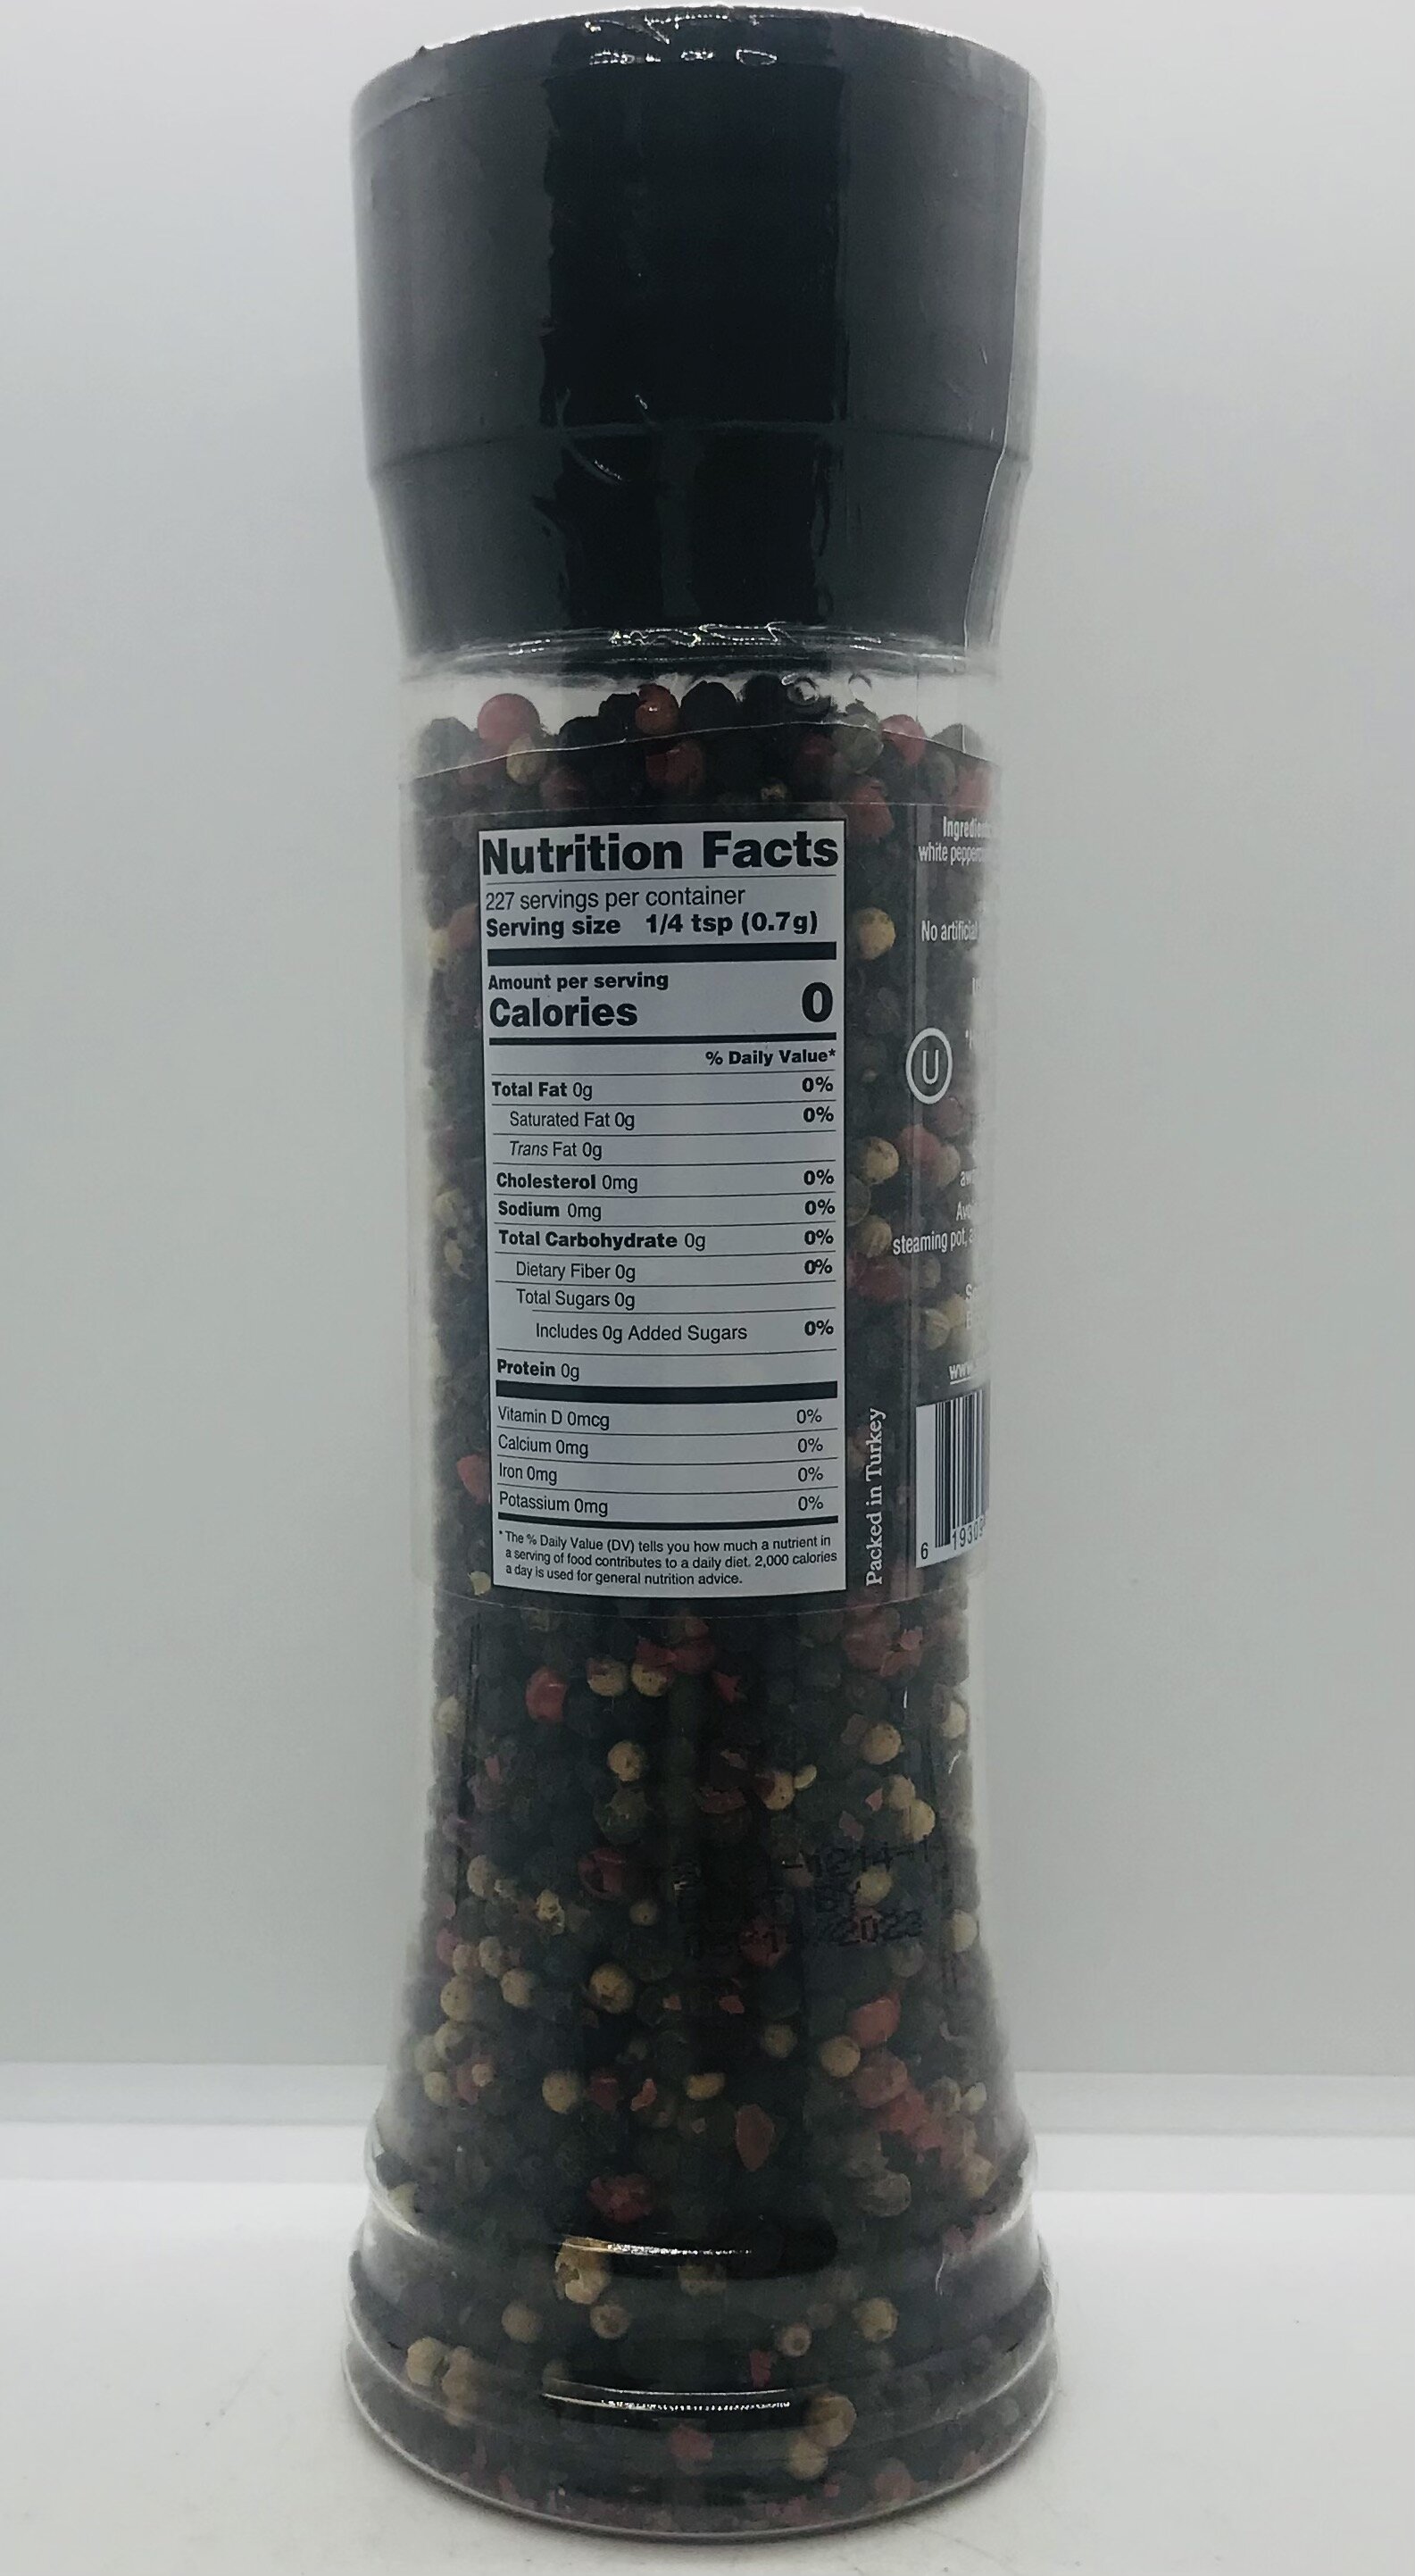 Nutrition Facts
227 servings per container
Serving size 1/4 tsp (0.7g)
Amount per serving
Calories 0
% Daily Value*
Total Fat 0g 0%
Saturated Fat 0g 0%
Trans Fat 0g
Cholesterol 0mg 0%
Sodium 0mg 0%
Total Carbohydrate 0g 0%
Dietary Fiber 0g 0%
Total Sugars 0g
Includes 0g Added Sugars 0%
Protein 0g
Vitamin D 0mcg 0%
Calcium 0mg 0%
Iron 0mg 0%
Potassium 0mg 0%
* The % Daily Value (DV) tells you how much a nutrient in
a serving of food contributes to a daily diet. 2,000 calories
a day is used for general nutrition advice.
Packed in Turkey
white
No artificial
U
steaming pot,
6 19309
BY
2023